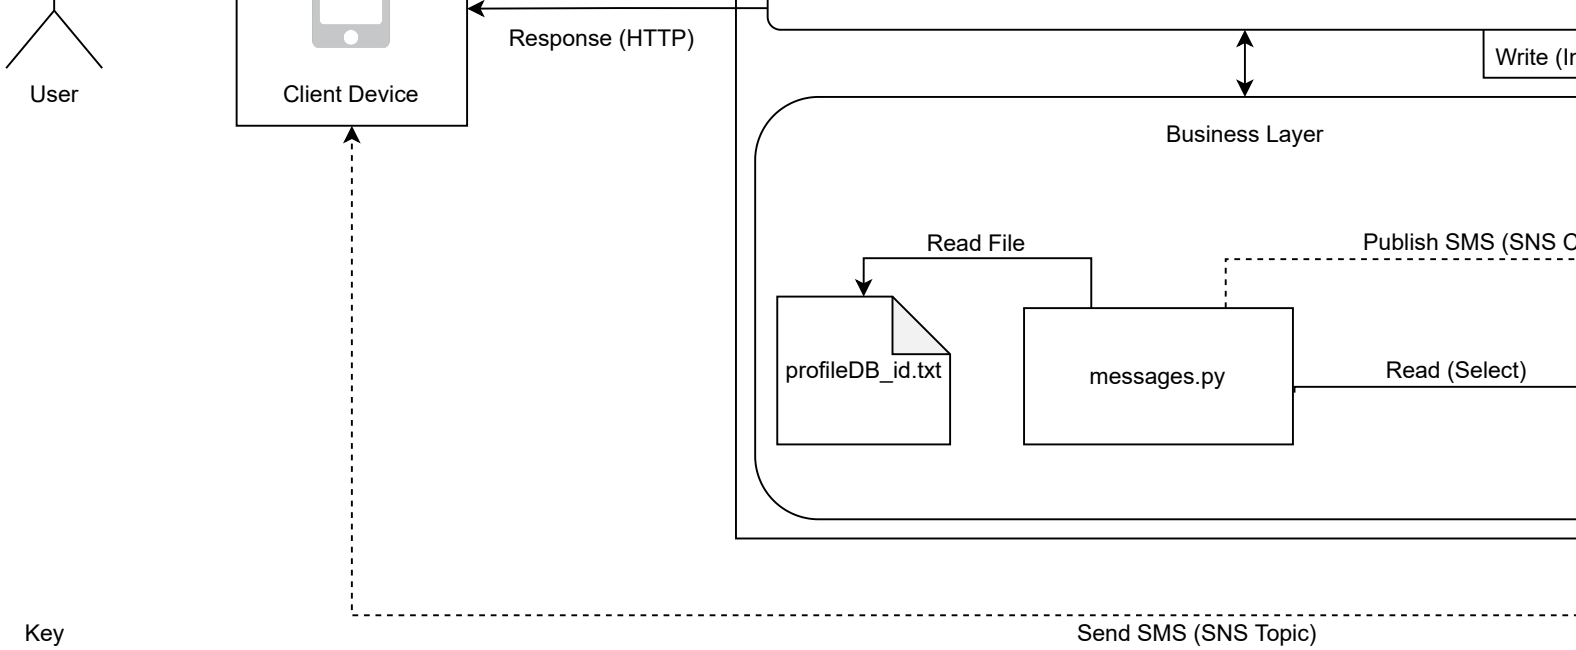 Response (HTTP)
Write (In
User
Client Device
Business Layer
Read File
Publish SMS (SNS C
profileDB_id.txt
messages.py
Read (Select)
Key
Send SMS (SNS Topic)